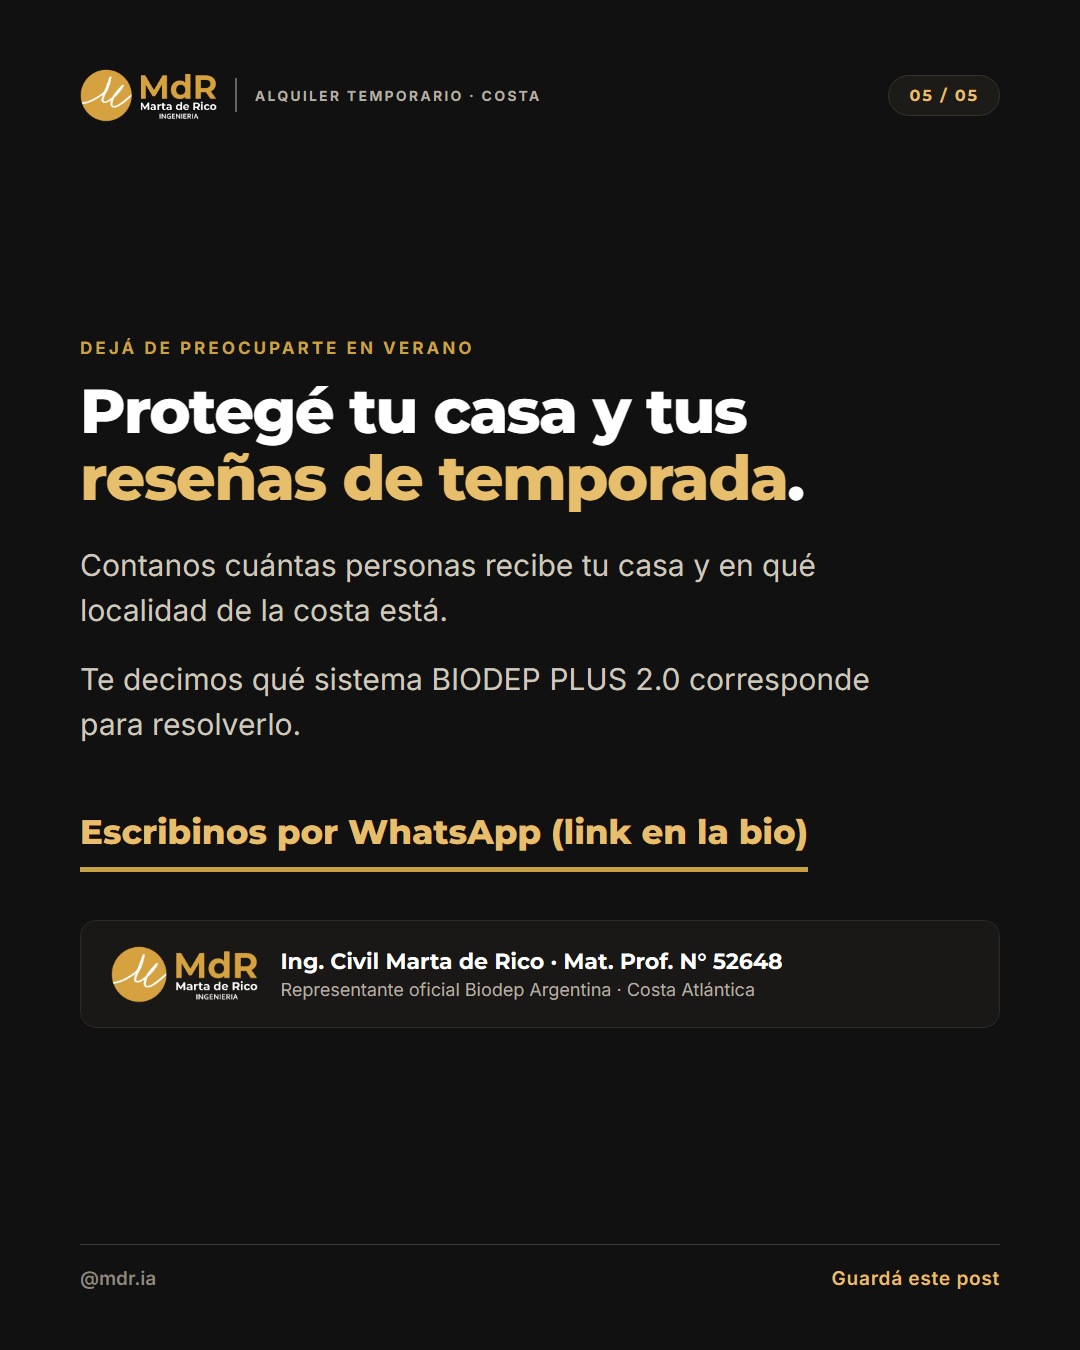 MdR
Marta de Rico
INGENIERIA
ALQUILER TEMPORARIO · COSTA
05 / 05
DEJÁ DE PREOCUPARTE EN VERANO
Protegé tu casa y tus
reseñas de temporada.
Contanos cuántas personas recibe tu casa y en qué
localidad de la costa está.
Te decimos qué sistema BIODEP PLUS 2.0 corresponde
para resolverlo.
Escribinos por WhatsApp (link en la bio)
MdR
Marta de Rico
INGENIERIA
Ing. Civil Marta de Rico · Mat. Prof. N° 52648
Representante oficial Biodep Argentina · Costa Atlántica
@mdr.ia
Guardá este post